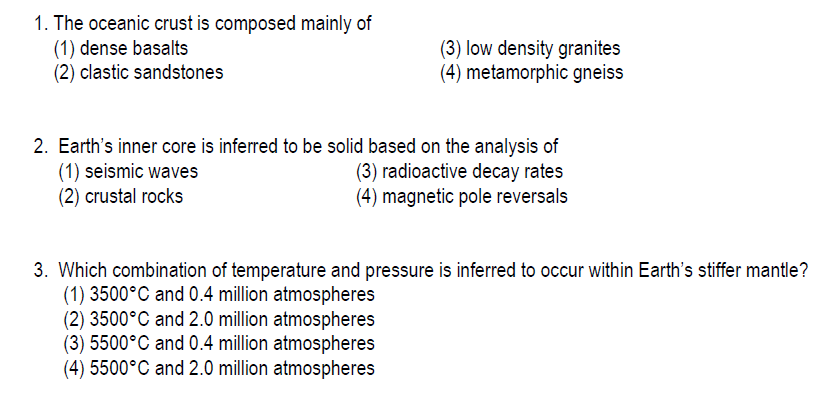 1. The oceanic crust is composed mainly of
(1) dense basalts (3) low density granites
(2) clastic sandstones (4) metamorphic gneiss
2. Earth's inner core is inferred to be solid based on the analysis of
(1) seismic waves (3) radioactive decay rates
(2) crustal rocks (4) magnetic pole reversals
3. Which combination of temperature and pressure is inferred to occur within Earth's stiffer mantle?
(1) 3500°C and 0.4 million atmospheres
(2) 3500°C and 2.0 million atmospheres
(3) 5500°C and 0.4 million atmospheres
(4) 5500°C and 2.0 million atmospheres